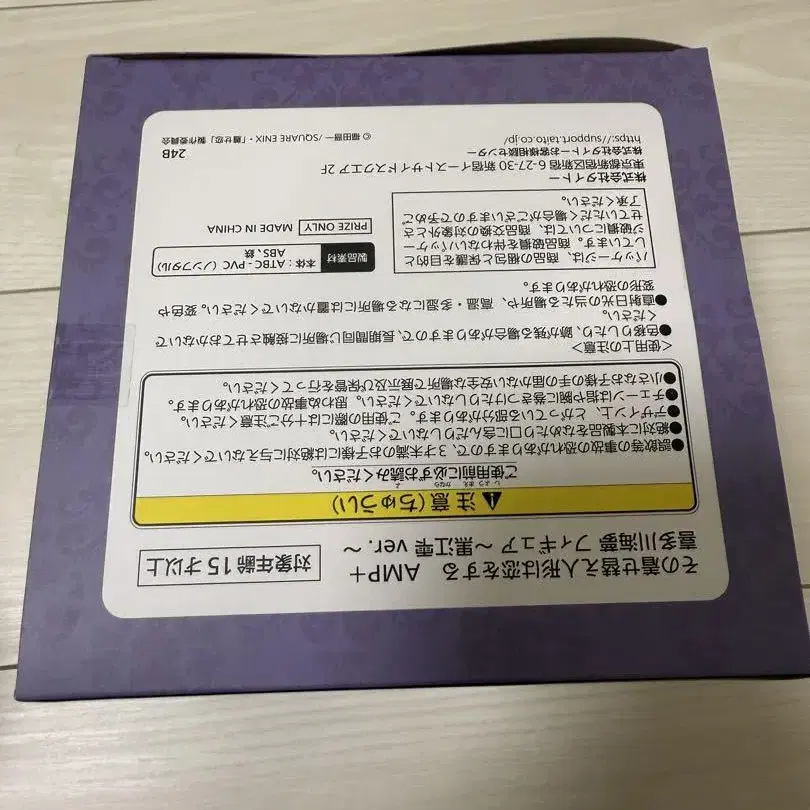 その着せ替え人形は恋をする AMP+
喜多川海夢 フィギュア～黒江雫 ver.～
対象年齢15才以上
注意(ちゅうい)
ご使用前に必ずお読みください。
●誤飲等の事故の恐れがありますので、3才未満のお子様には絶対に与えないでください。
●絶対に本製品をなめたり口に含んだりしないでください。
●デザイン上、とがっている部分があります。ご使用の際には十分ご注意ください。
●チェーンは指や腕に巻きつけたりしないでください。思わぬ事故の恐れがあります。
●小さなお子様の手の届かない安全な場所で展示及び保管を行ってください。
<使用上の注意>
●色移りしたり、跡が残る場合がありますので、長期間同じ場所に接触させておかないで
ください。
●直射日光の当たる場所や、高温・多湿になる場所には置かないでください。変色や
変形の恐れがあります。
パッケージは、商品の梱包と保護を目的と
しています。商品破損を伴わないパッケー
ジ破損については、商品交換の対象外とさ
せていただく場合がございますので予めご
了承ください。
製品素材
本体：ATBC-PVC(ノンフタル)
ABS、鉄
PRIZE ONLY MADE IN CHINA
株式会社タイトー
東京都新宿区新宿 6-27-30 新宿イーストサイドスクエア 2F
株式会社タイトーお客様相談センター
https://support.taito.co.jp/
24B
© 福田晋一/SQUARE ENIX・「着せ恋」製作委員会